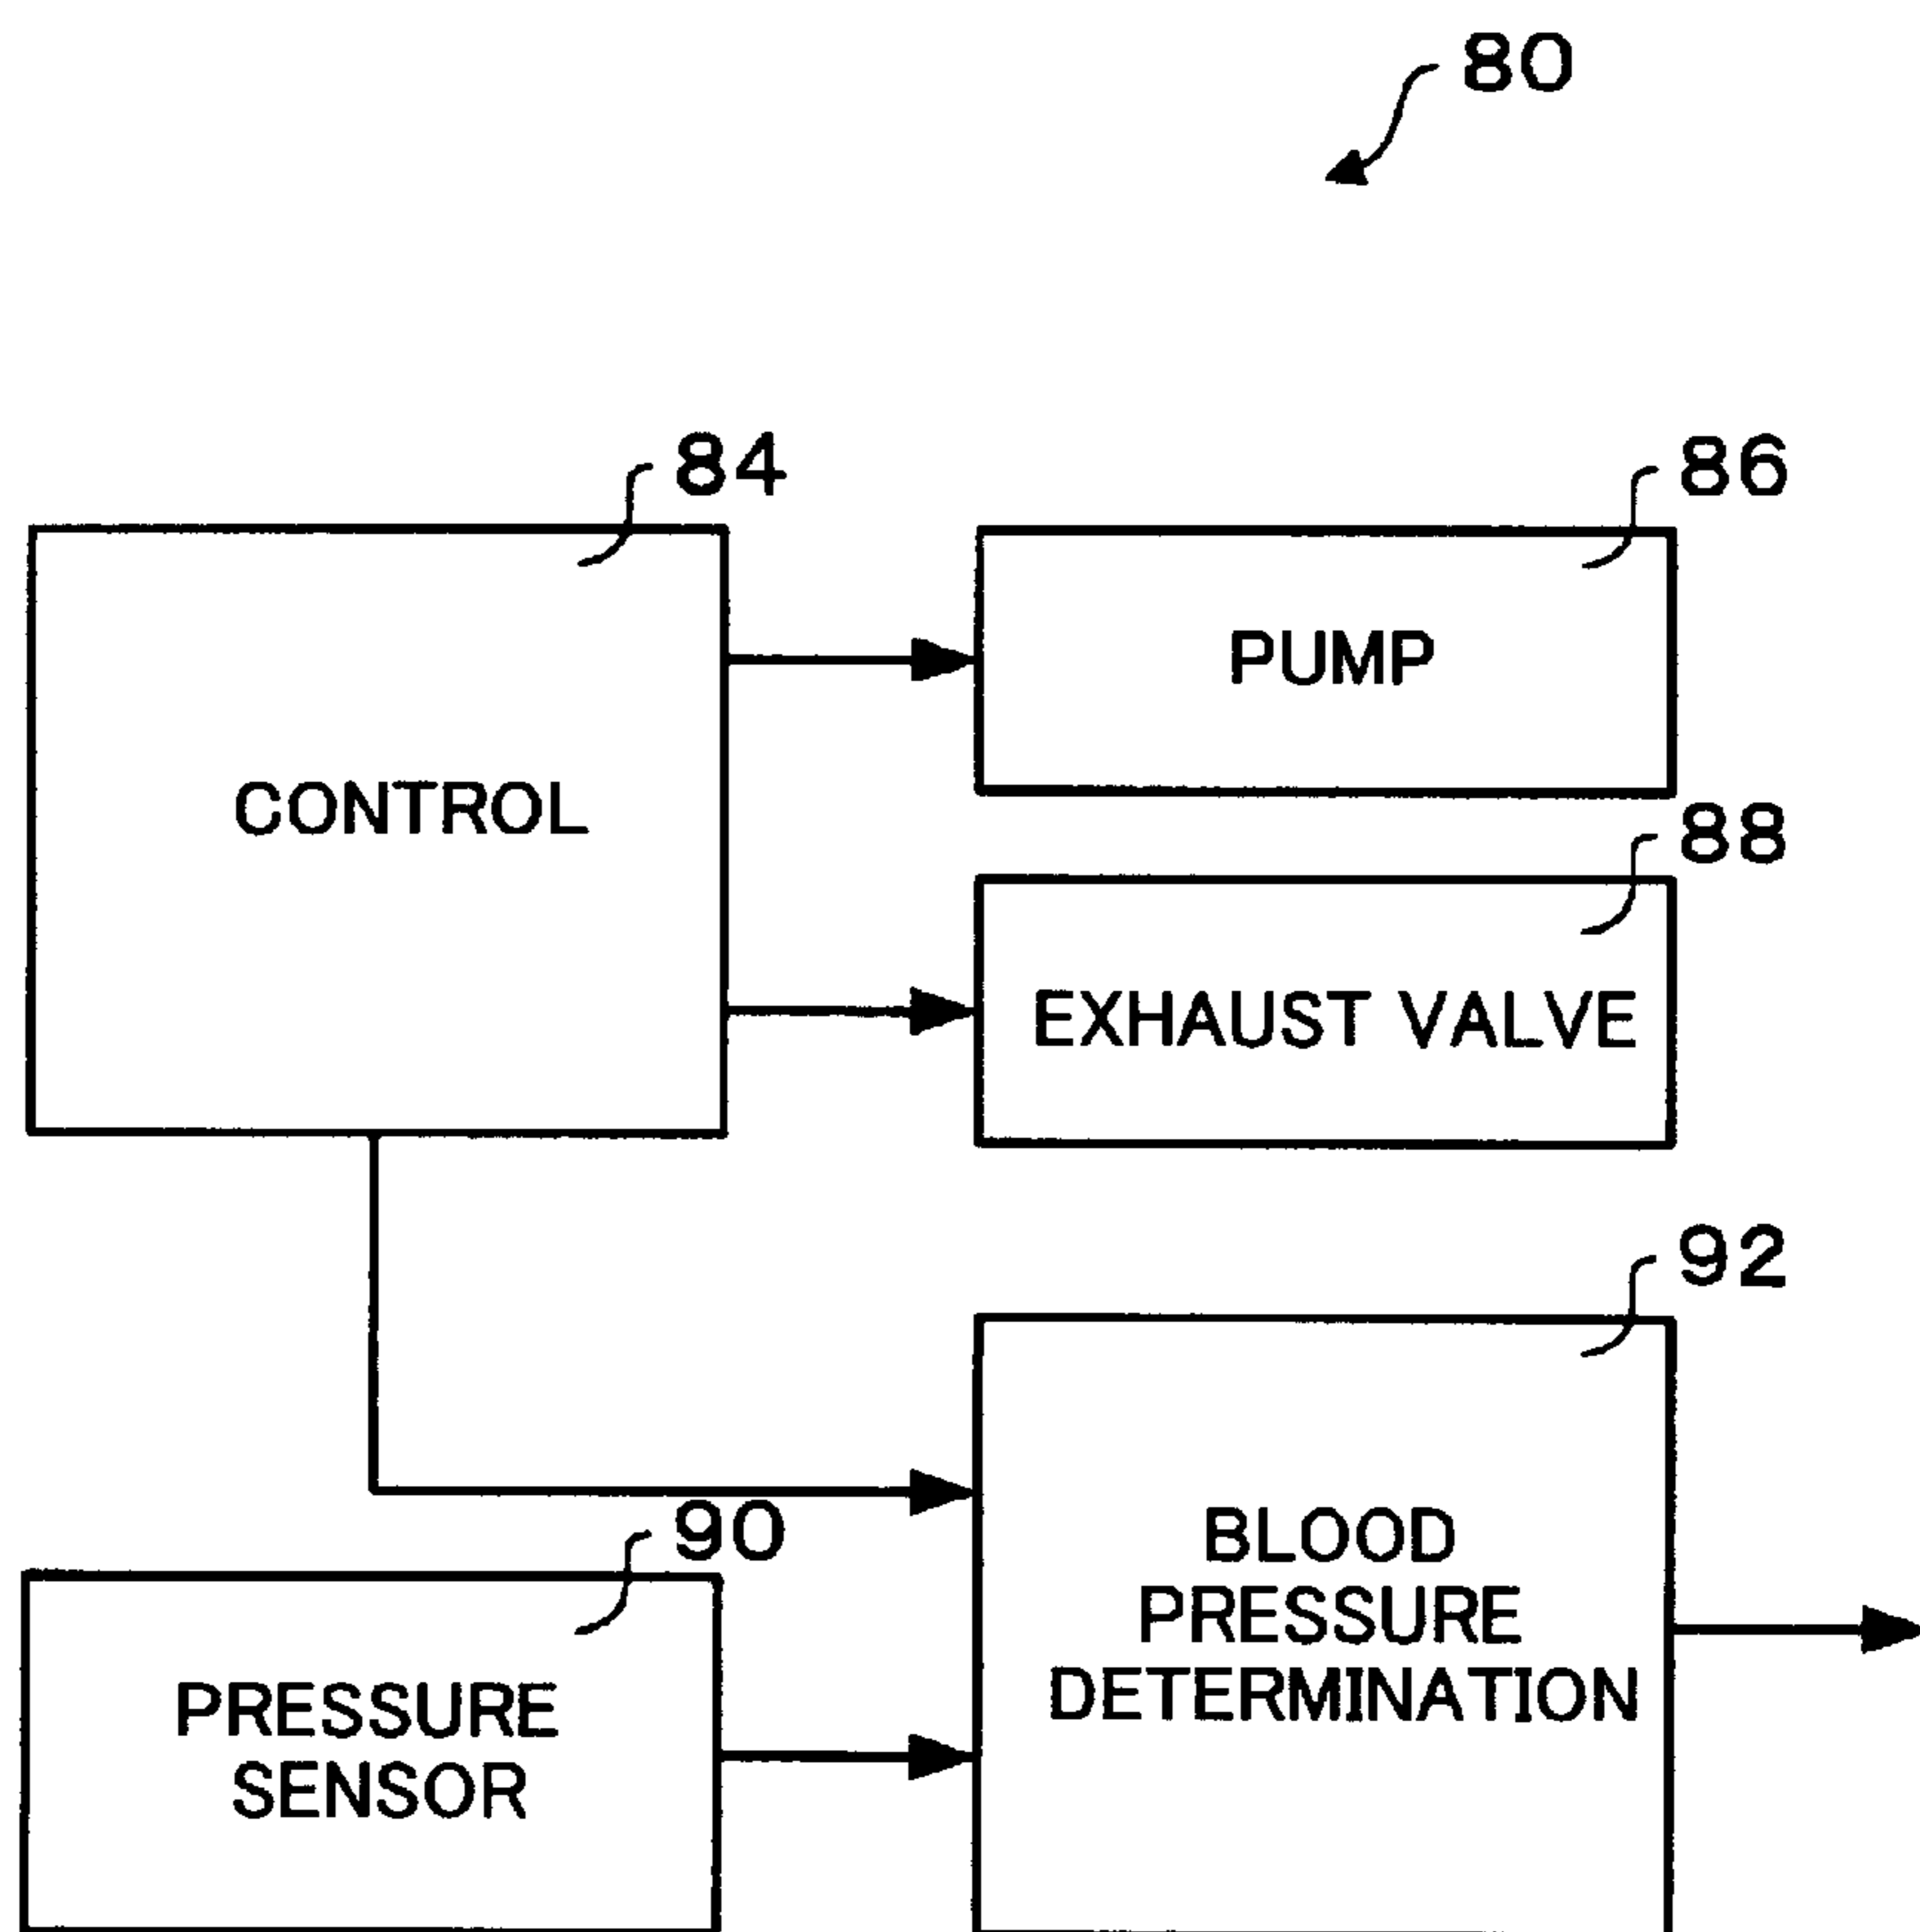 80
84
CONTROL
86
PUMP
88
EXHAUST VALVE
92
BLOOD
PRESSURE
DETERMINATION
90
PRESSURE
SENSOR